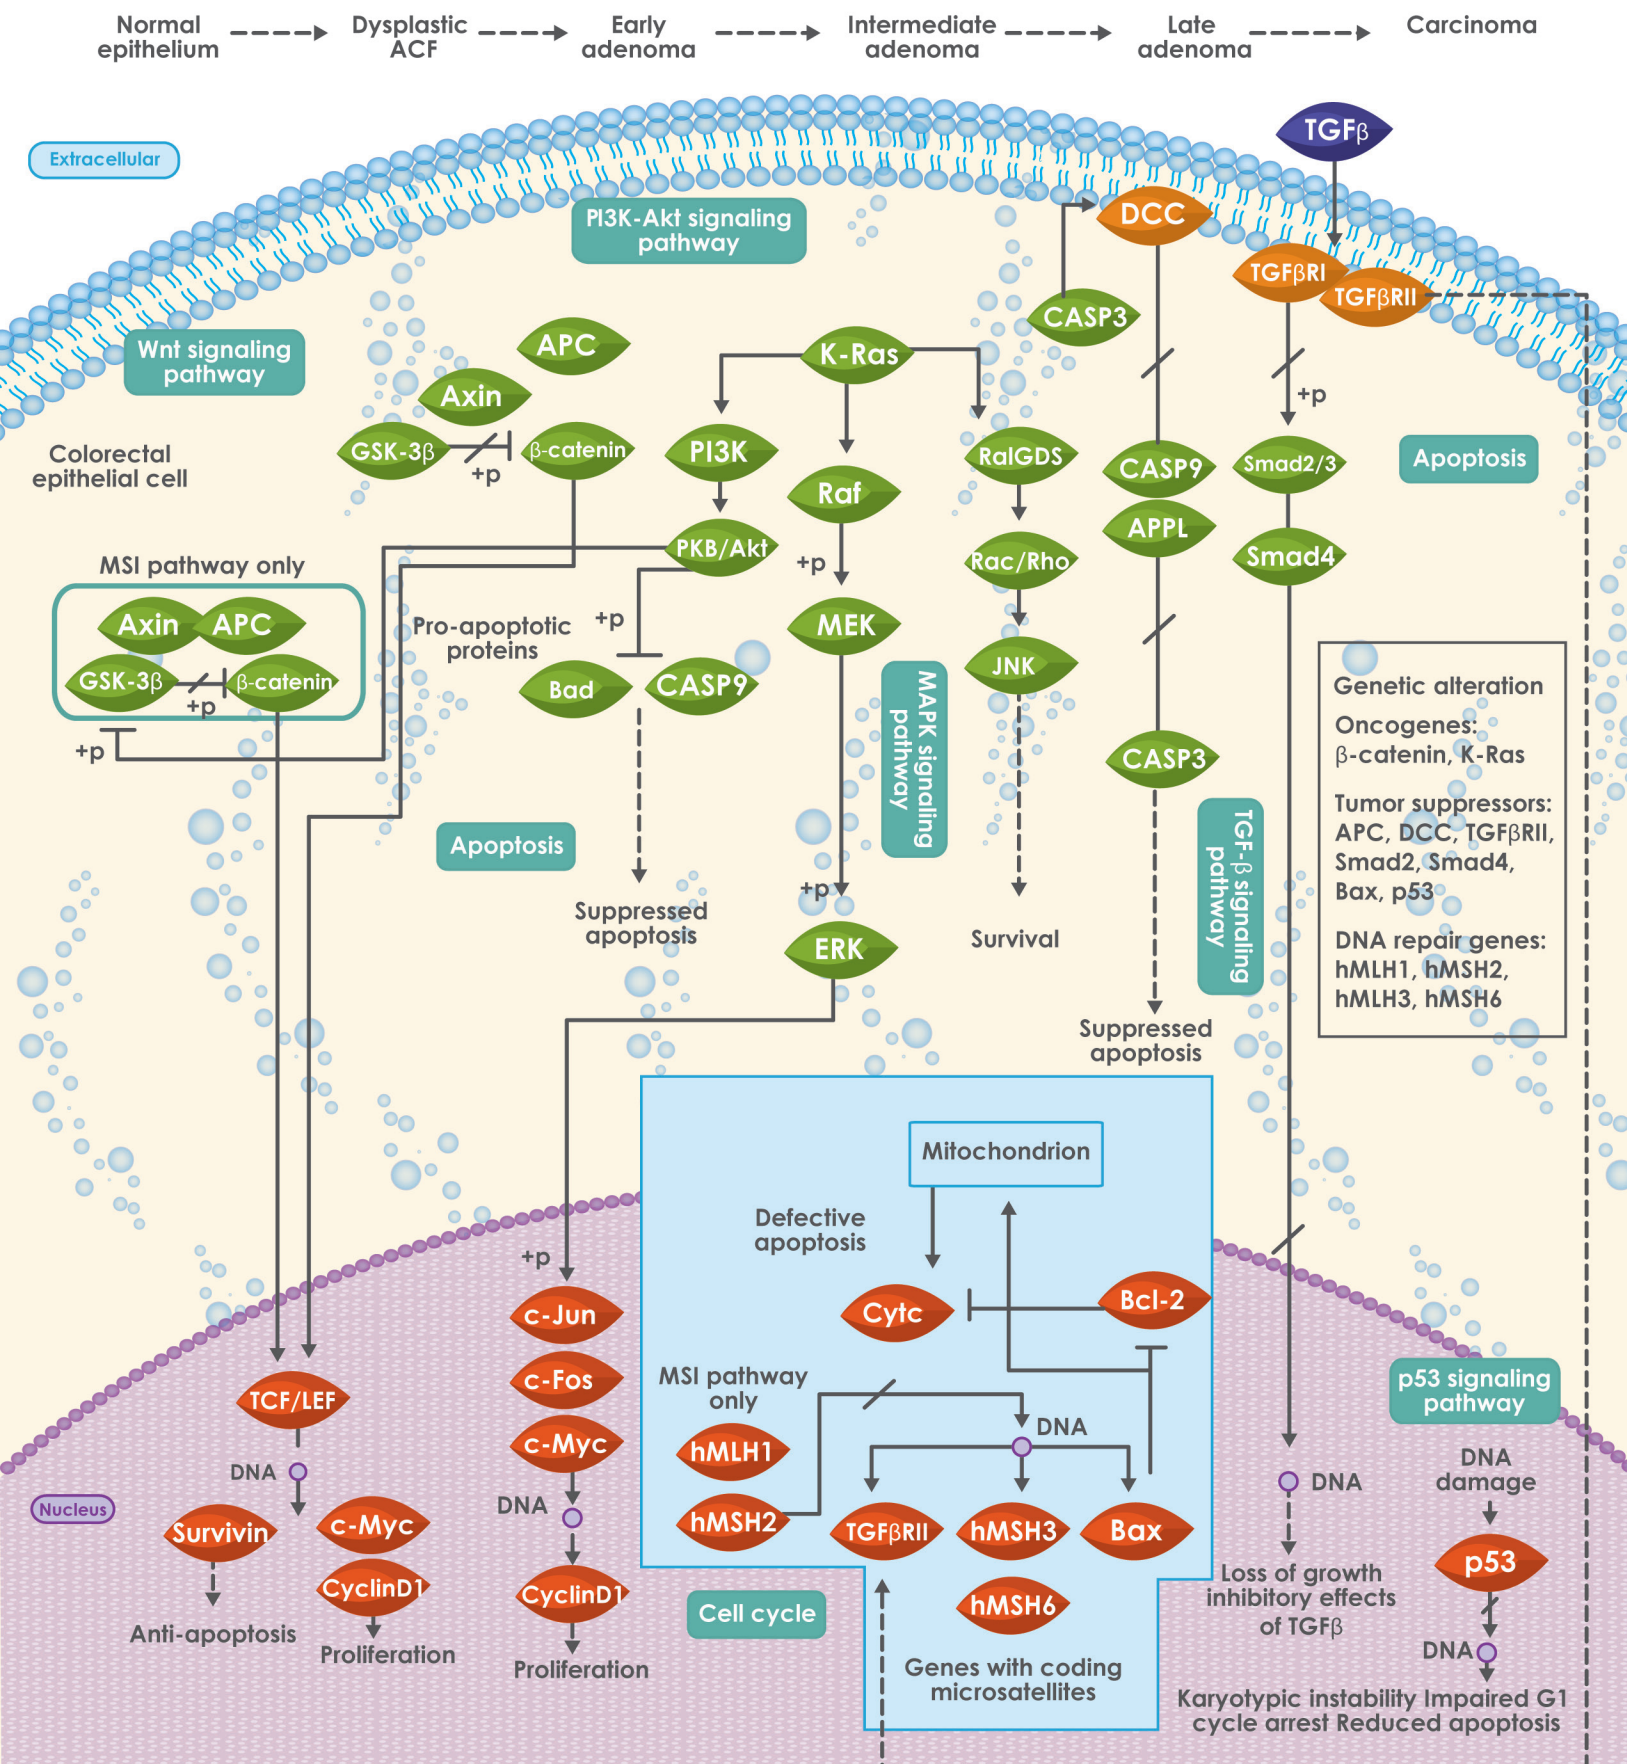 Normal
epithelium
Dysplastic
ACF
Early
adenoma
Intermediate
adenoma
Late
adenoma
Carcinoma
Extracellular
TGFβ
PI3K-Akt signaling
pathway
DCC
TGFβRI
TGFβRII
Wnt signaling
pathway
APC
Axin
GSK-3β
+p
β-catenin
K-Ras
CASP3
Colorectal
epithelial cell
PI3K
Raf
RalGDS
CASP9
APPL
+p
Smad2/3
Smad4
Apoptosis
PKB/Akt
+p
Rac/Rho
MSI pathway only
Axin
APC
GSK-3β
+p
β-catenin
+p
Pro-apoptotic
proteins
+p
Bad
CASP9
MEK
JNK
MAPK signaling
pathway
CASP3
Genetic alteration
Oncogenes:
β-catenin, K-Ras
Tumor suppressors:
APC, DCC, TGFβRII,
Smad2, Smad4,
Bax, p53
DNA repair genes:
hMLH1, hMSH2,
hMLH3, hMSH6
Apoptosis
TGF-β signaling
pathway
Suppressed
apoptosis
+p
ERK
Survival
Suppressed
apoptosis
Mitochondrion
Defective
apoptosis
+p
c-Jun
c-Fos
c-Myc
Cytc
Bcl-2
MSI pathway
only
hMLH1
hMSH2
DNA
TGFβRII
hMSH3
Bax
hMSH6
Genes with coding
microsatellites
TCF/LEF
DNA
Nucleus
Survivin
c-Myc
CyclinD1
Anti-apoptosis
Proliferation
DNA
CyclinD1
Proliferation
Cell cycle
DNA
Loss of growth
inhibitory effects
of TGFβ
p53 signaling
pathway
DNA
damage
p53
DNA
Karyotypic instability Impaired G1
cycle arrest Reduced apoptosis